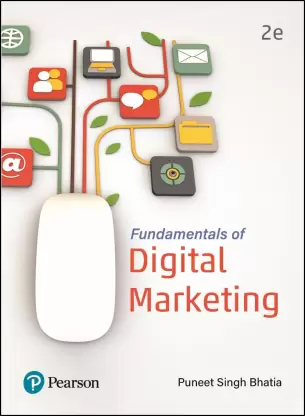 2e
@
Fundamentals of
Digital
Marketing
Pearson
Puneet Singh Bhatia